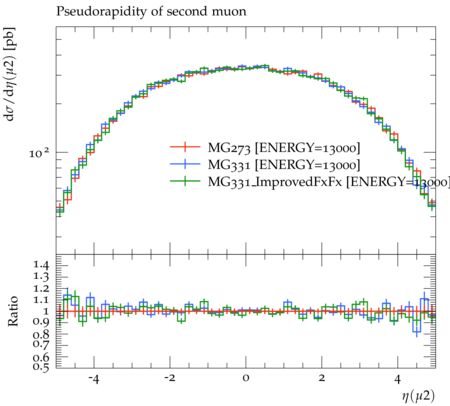 Pseudorapidity of second muon
dσ/dη(μ2) [pb]
10²
MG273 [ENERGY=13000]
MG331 [ENERGY=13000]
MG331_ImprovedFxFx [ENERGY=13000]
Ratio
1.4
1.3
1.2
1.1
1
0.9
0.8
0.7
0.6
0.5
-4 -2 0 2 4
η(μ2)